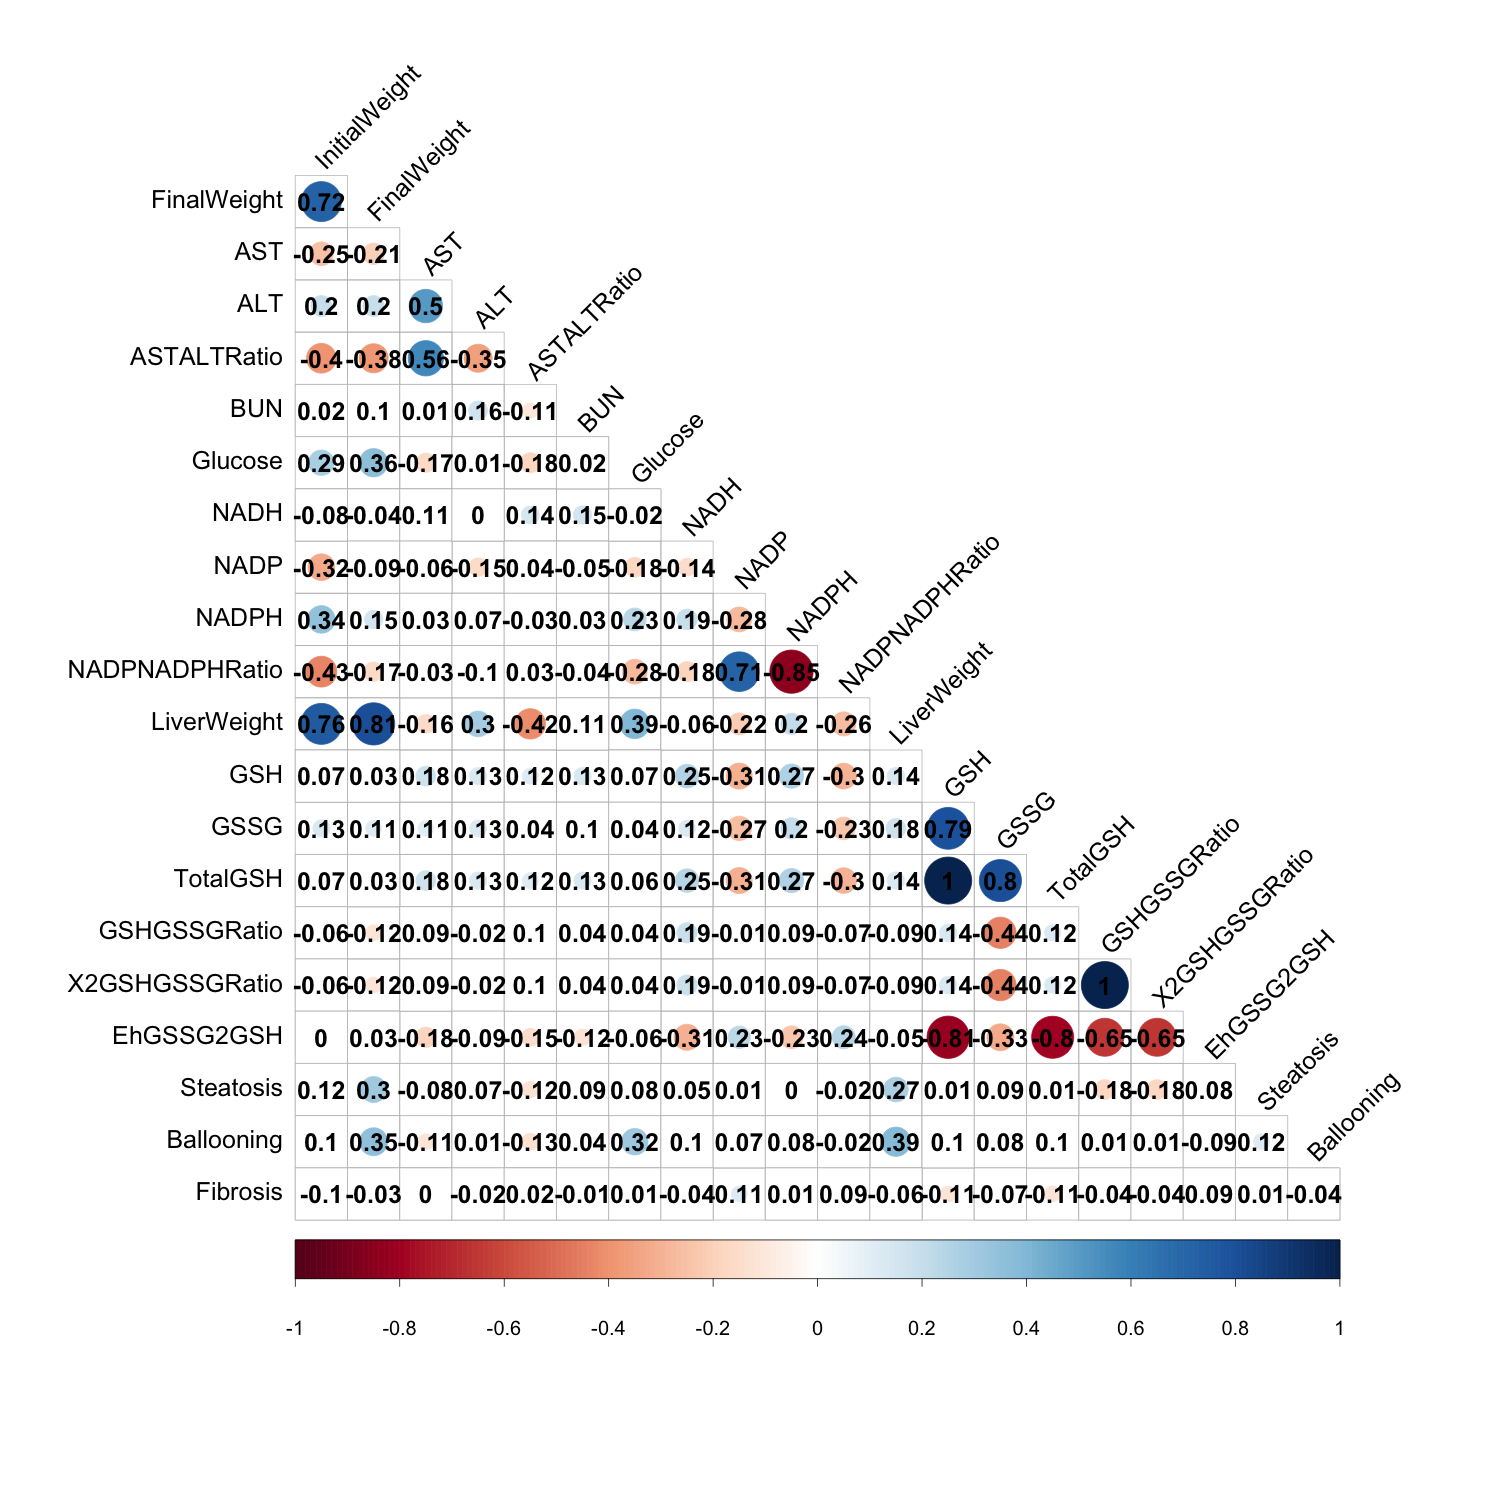 InitialWeight
FinalWeight 0.72 FinalWeight
AST -0.25 -0.21 AST
ALT 0.2 0.2 0.5 ALT
ASTALTRatio -0.4 -0.38 0.56 -0.35 ASTALTRatio
BUN 0.02 0.1 0.01 0.16 -0.11 BUN
Glucose 0.29 0.36 -0.17 0.01 -0.18 0.02 Glucose
NADH -0.08 -0.04 0.11 0 0.14 0.15 -0.02 NADH
NADP -0.32 -0.09 -0.06 -0.15 0.04 -0.05 -0.18 -0.14 NADP
NADPH 0.34 0.15 0.03 0.07 -0.03 0.03 0.23 0.19 -0.28 NADPH
NADPNADPHRatio -0.43 -0.17 -0.03 -0.1 0.03 -0.04 -0.28 -0.18 0.71 -0.85 NADPNADPHRatio
LiverWeight 0.76 0.81 -0.16 0.3 -0.42 0.11 0.39 -0.06 -0.22 0.2 -0.26 LiverWeight
GSH 0.07 0.03 0.18 0.13 0.12 0.13 0.07 0.25 -0.31 0.27 -0.3 0.14 GSH
GSSG 0.13 0.11 0.11 0.13 0.04 0.1 0.04 0.12 -0.27 0.2 -0.23 0.18 0.79 GSSG
TotalGSH 0.07 0.03 0.18 0.13 0.12 0.13 0.06 0.25 -0.31 0.27 -0.3 0.14 1 0.8 TotalGSH
GSHGSSGRatio -0.06 -0.12 0.09 -0.02 0.1 0.04 0.04 0.19 -0.01 0.09 -0.07 -0.09 0.14 -0.44 0.12 GSHGSSGRatio
X2GSHGSSGRatio -0.06 -0.12 0.09 -0.02 0.1 0.04 0.04 0.19 -0.01 0.09 -0.07 -0.09 0.14 -0.44 0.12 1 X2GSHGSSGRatio
EhGSSG2GSH 0 0.03 -0.18 -0.09 -0.15 -0.12 -0.06 -0.31 0.23 -0.23 0.24 -0.05 -0.81 -0.33 -0.8 -0.65 -0.65 EhGSSG2GSH
Steatosis 0.12 0.3 -0.08 0.07 -0.12 0.09 0.08 0.05 0.01 0 -0.02 0.27 0.01 0.09 0.01 -0.18 -0.18 0.08 Steatosis
Ballooning 0.1 0.35 -0.11 0.01 -0.13 0.04 0.32 0.1 0.07 0.08 -0.02 0.39 0.1 0.08 0.1 0.01 0.01 -0.09 0.12 Ballooning
Fibrosis -0.1 -0.03 0 -0.02 0.02 -0.01 0.01 -0.04 0.11 0.01 0.09 -0.06 -0.11 -0.07 -0.11 -0.04 -0.04 0.09 0.01 -0.04
-1 -0.8 -0.6 -0.4 -0.2 0 0.2 0.4 0.6 0.8 1